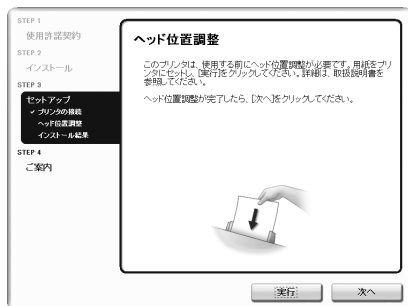 STEP 1
使用許諾契約
STEP 2
インストール
STEP 3
セットアップ
プリンタの接続
ヘッド位置調整
インストール結果
STEP 4
ご案内
ヘッド位置調整
このプリンタは、使用する前にヘッド位置調整が必要です。用紙をプリ
ンタにセットし、[実行]をクリックしてください。詳細は、取扱説明書を
参照してください。
ヘッド位置調整が完了したら、[次へ]をクリックしてください。
実行
次へ